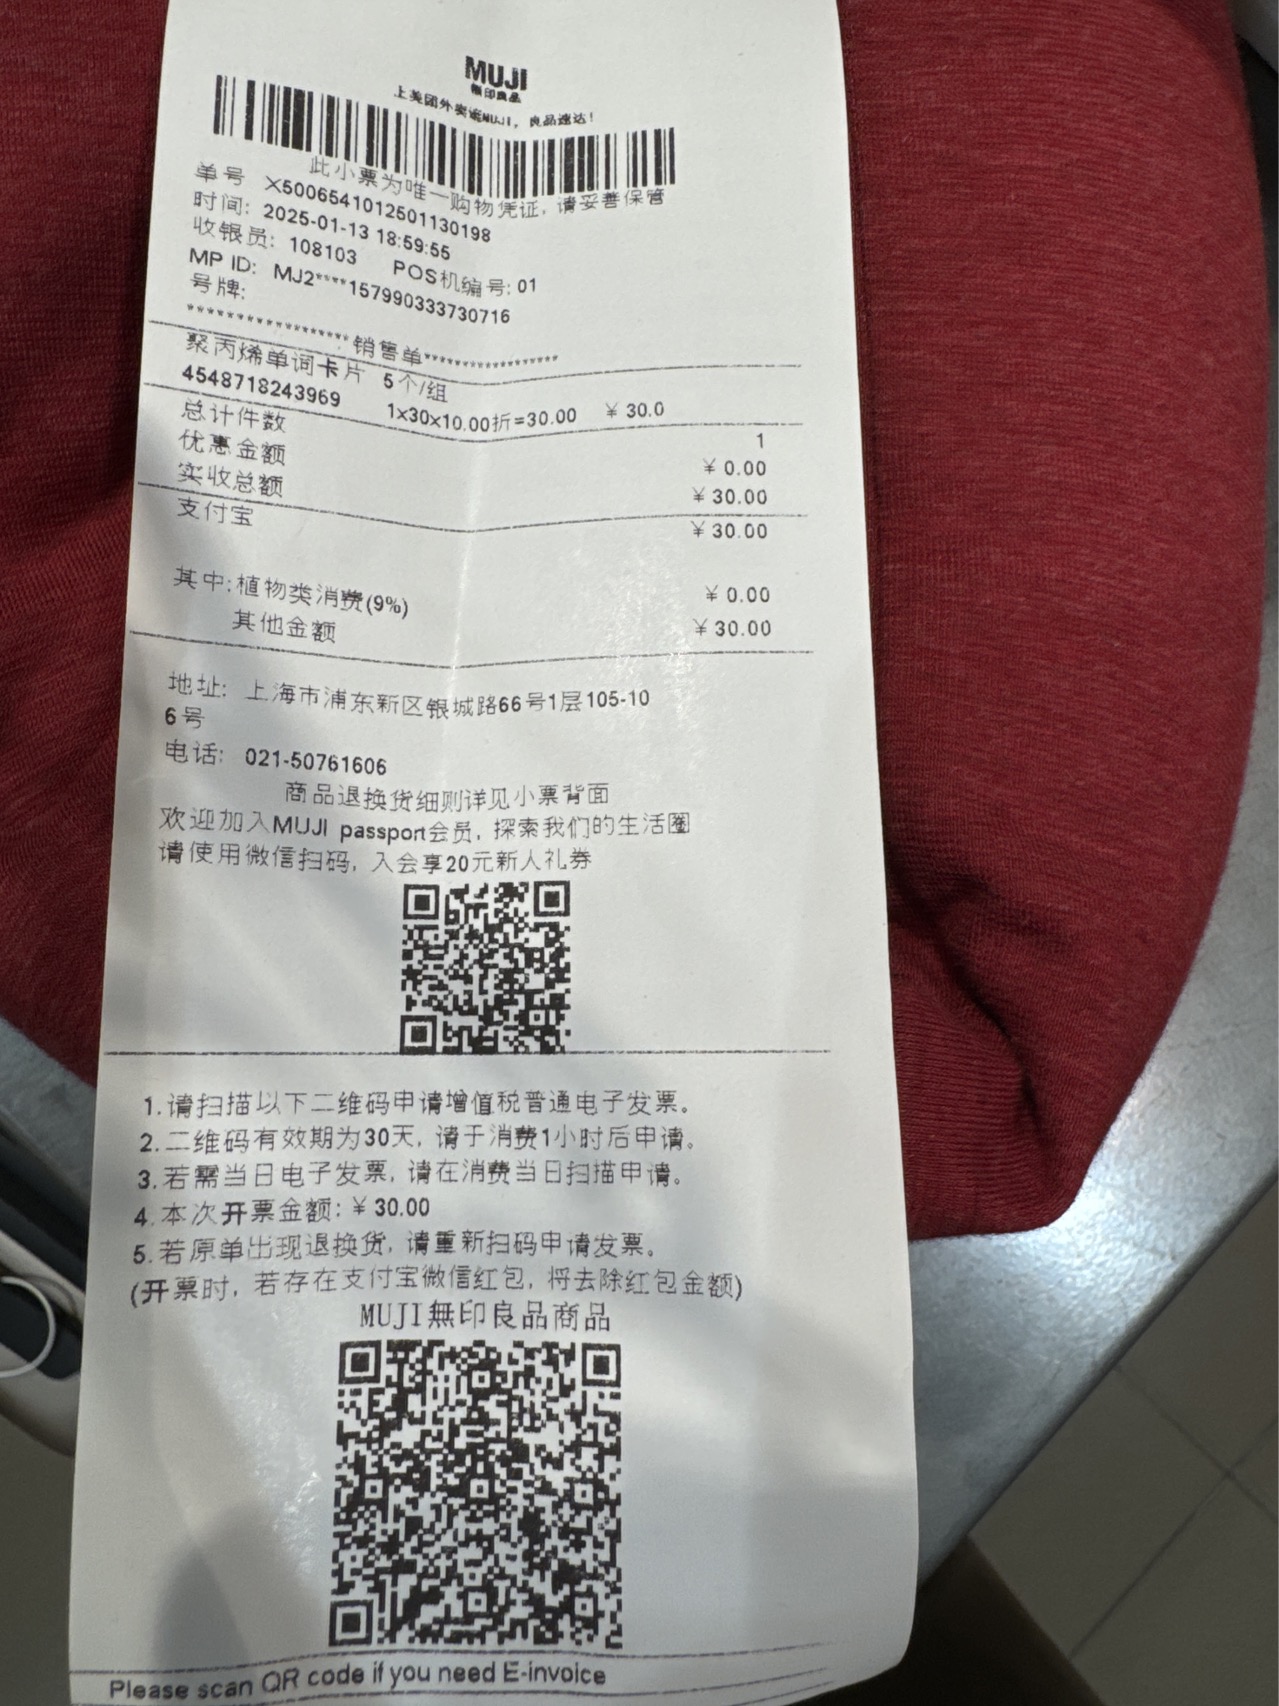 MUJI
無印良品
上美团外卖逛MUJI，良品速达！
此小票为唯一购物凭证，请妥善保管
单号 X5006541012501130198
时间：2025-01-13 18:59:55
收银员：108103 POS机编号：01
MP ID: MJ2****157990333730716
号牌：
*******************销售单****************
聚丙烯单词卡片 5个/组
4548718243969 1x30x10.00折=30.00 ￥30.0
总计件数 1
优惠金额 ￥0.00
实收总额 ￥30.00
支付宝 ￥30.00
其中：植物类消费(9%) ￥0.00
其他金额 ￥30.00
地址：上海市浦东新区银城路66号1层105-10
6号
电话：021-50761606
商品退换货细则详见小票背面
欢迎加入MUJI passport会员，探索我们的生活圈
请使用微信扫码，入会享20元新人礼券
1.请扫描以下二维码申请增值税普通电子发票。
2.二维码有效期为30天，请于消费1小时后申请。
3.若需当日电子发票，请在消费当日扫描申请。
4.本次开票金额：￥30.00
5.若原单出现退换货，请重新扫码申请发票。
(开票时，若存在支付宝微信红包，将去除红包金额)
MUJI無印良品商品
Please scan QR code if you need E-invoice